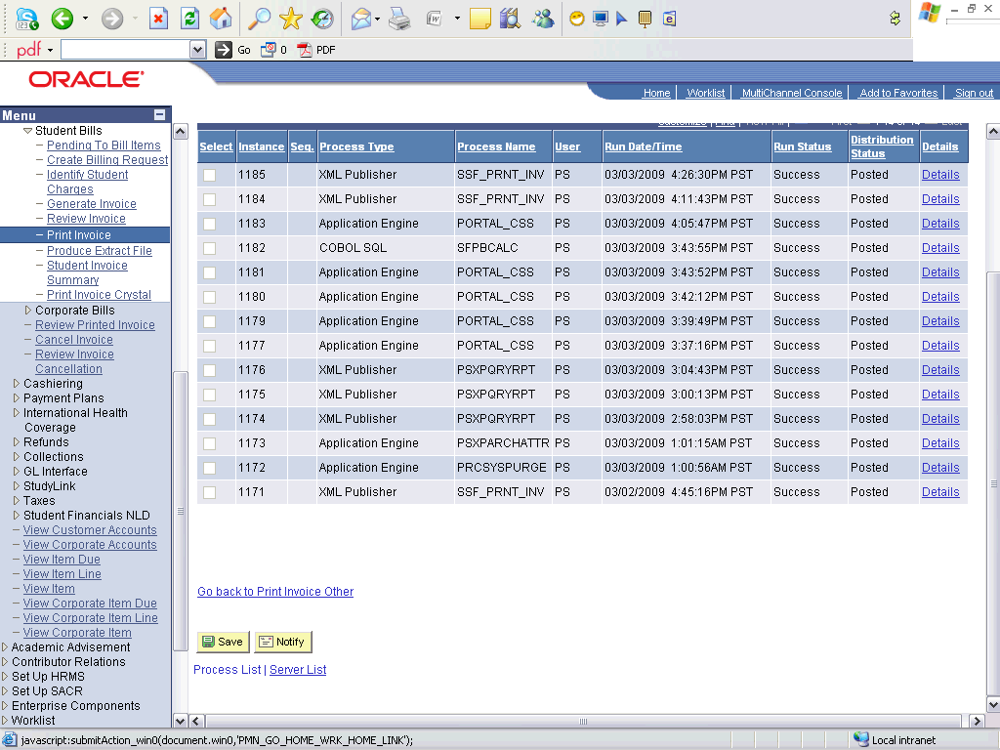 pdf Go 0 PDF
ORACLE
Home Worklist MultiChannel Console Add to Favorites Sign out
Menu
Student Bills
Pending To Bill Items
Create Billing Request
Identify Student
Charges
Generate Invoice
Review Invoice
Print Invoice
Produce Extract File
Student Invoice
Summary
Print Invoice Crystal
Corporate Bills
Review Printed Invoice
Cancel Invoice
Review Invoice
Cancellation
Cashiering
Payment Plans
International Health
Coverage
Refunds
Collections
GL Interface
StudyLink
Taxes
Student Financials NLD
View Customer Accounts
View Corporate Accounts
View Item Due
View Item Line
View Item
View Corporate Item Due
View Corporate Item Line
View Corporate Item
Academic Advisement
Contributor Relations
Set Up HRMS
Set Up SACR
Enterprise Components
Worklist
Customize | Find
Select Instance Seq. Process Type Process Name User Run Date/Time Run Status Distribution Status Details
1185 XML Publisher SSF_PRNT_INV PS 03/03/2009 4:26:30PM PST Success Posted Details
1184 XML Publisher SSF_PRNT_INV PS 03/03/2009 4:11:43PM PST Success Posted Details
1183 Application Engine PORTAL_CSS PS 03/03/2009 4:05:47PM PST Success Posted Details
1182 COBOL SQL SFPBCALC PS 03/03/2009 3:43:55PM PST Success Posted Details
1181 Application Engine PORTAL_CSS PS 03/03/2009 3:43:52PM PST Success Posted Details
1180 Application Engine PORTAL_CSS PS 03/03/2009 3:42:12PM PST Success Posted Details
1179 Application Engine PORTAL_CSS PS 03/03/2009 3:39:49PM PST Success Posted Details
1177 Application Engine PORTAL_CSS PS 03/03/2009 3:37:16PM PST Success Posted Details
1176 XML Publisher PSXPQRYRPT PS 03/03/2009 3:04:43PM PST Success Posted Details
1175 XML Publisher PSXPQRYRPT PS 03/03/2009 3:00:13PM PST Success Posted Details
1174 XML Publisher PSXPQRYRPT PS 03/03/2009 2:58:03PM PST Success Posted Details
1173 Application Engine PSXPARCHATTR PS 03/03/2009 1:01:15AM PST Success Posted Details
1172 Application Engine PRCSYSPURGE PS 03/03/2009 1:00:56AM PST Success Posted Details
1171 XML Publisher SSF_PRNT_INV PS 03/02/2009 4:45:16PM PST Success Posted Details
Go back to Print Invoice Other
Save Notify
Process List | Server List
javascript:submitAction_win0(document.win0,'PMN_GO_HOME_WRK_HOME_LINK'); Local intranet